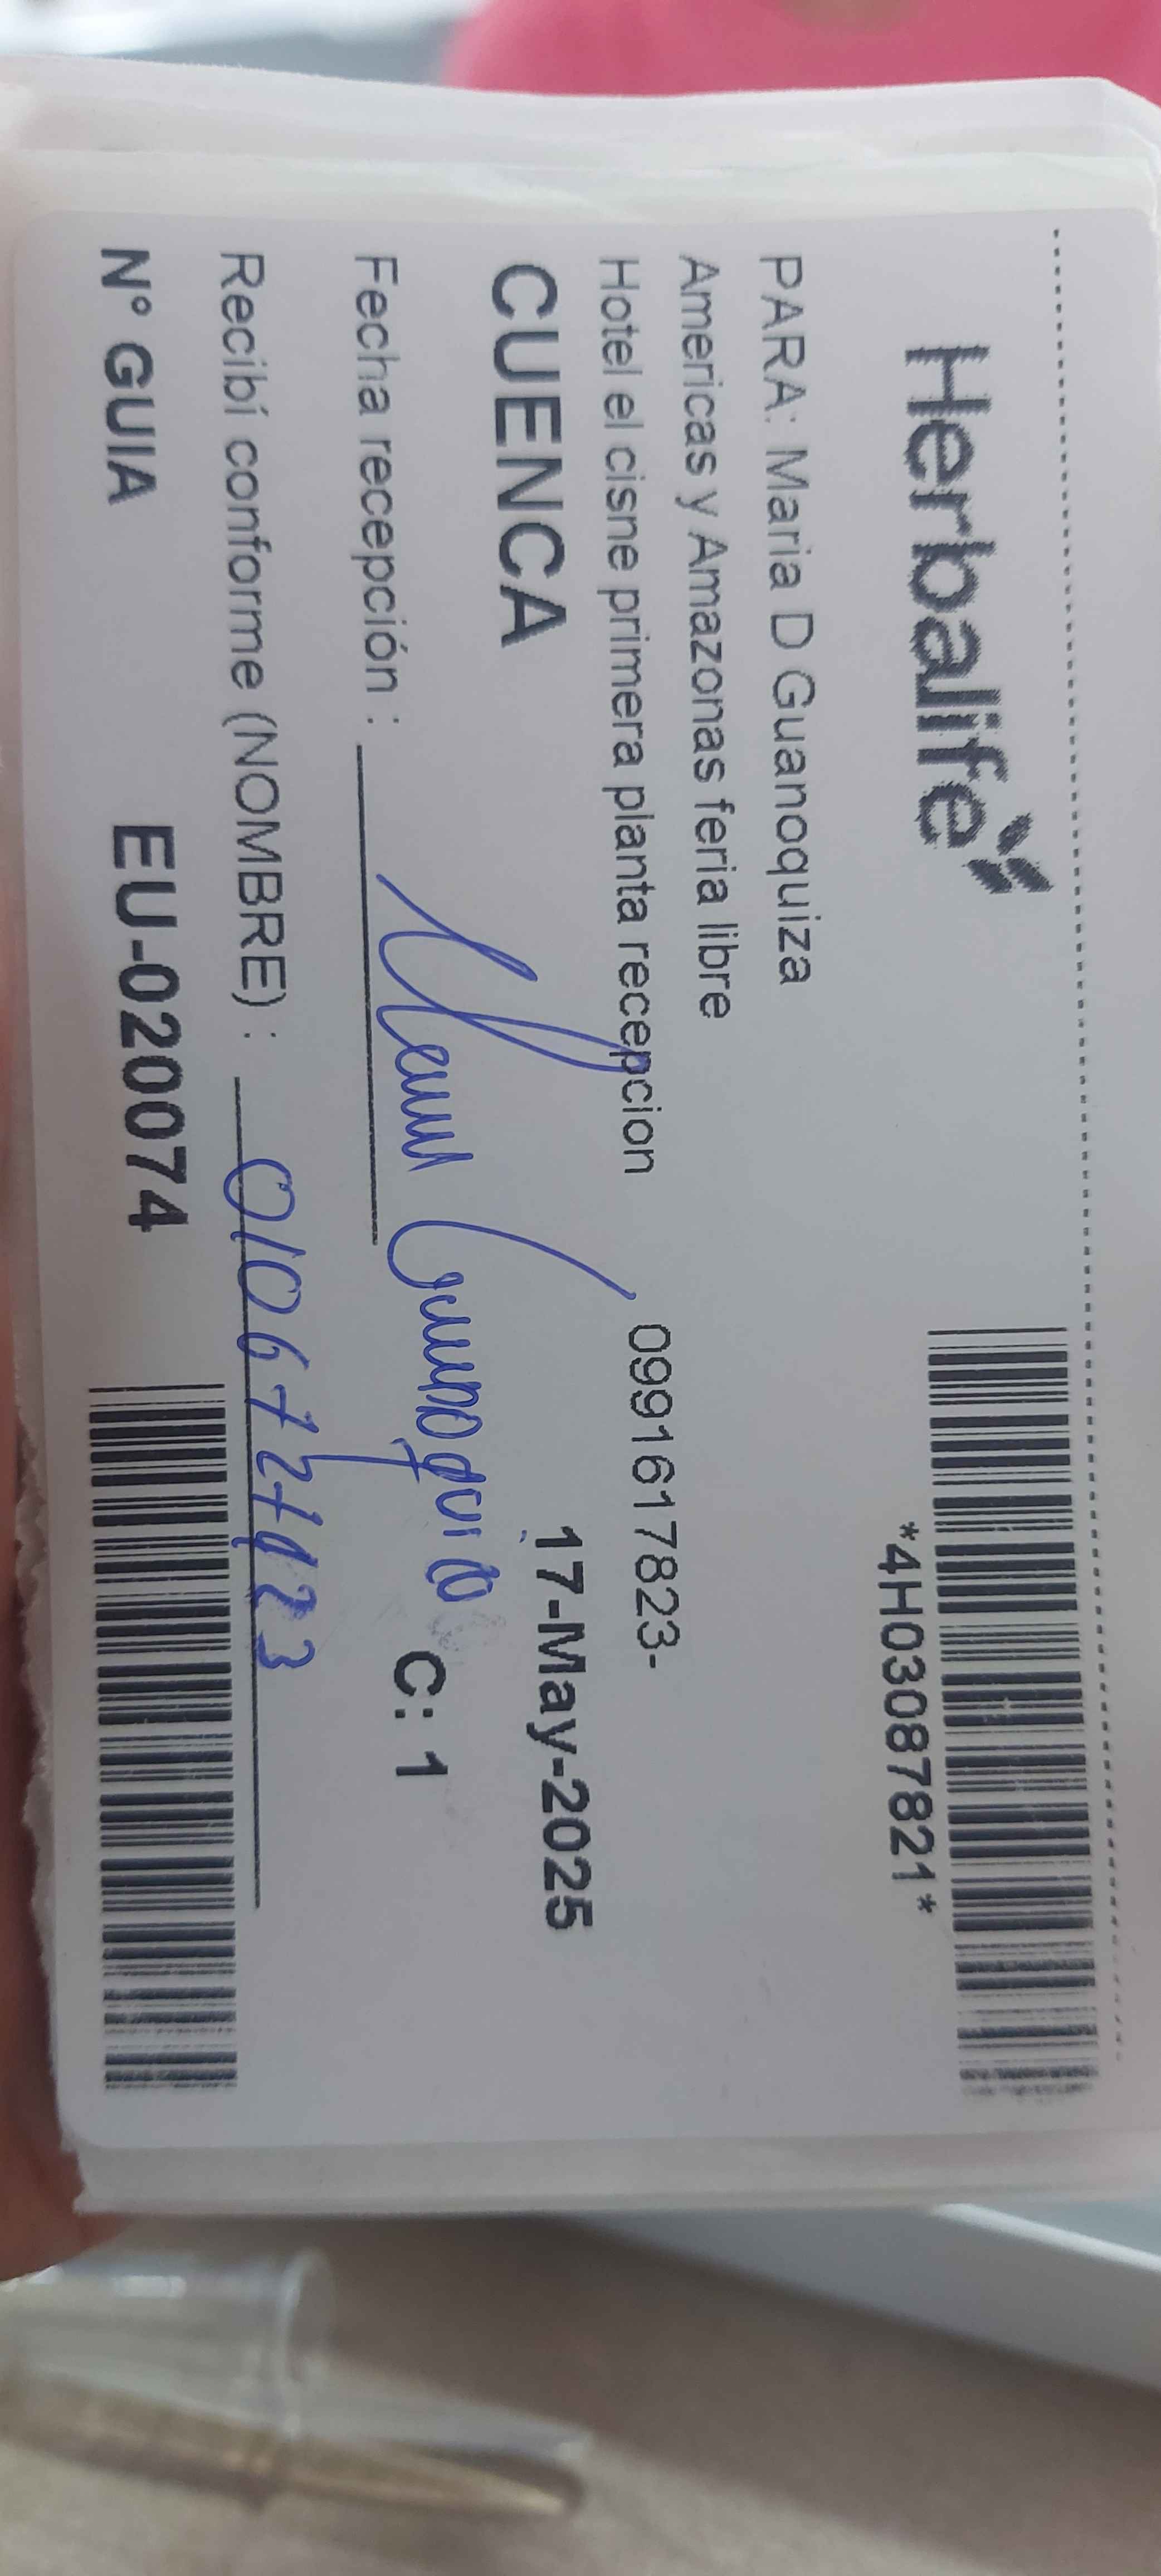 Herbalife
*4H03087821*
PARA: Maria D Guanoquiza
Americas y Amazonas feria libre
Hotel el cisne primera planta recepcion 0991617823-
CUENCA 17-May-2025
Fecha recepción : C: 1
Recibí conforme (NOMBRE) :
N° GUIA EU-020074